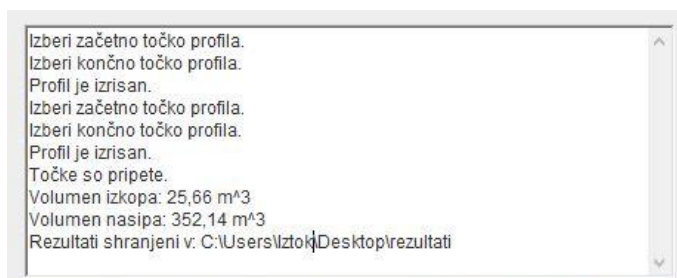 Izberi začetno točko profila.
Izberi končno točko profila.
Profil je izrisan.
Izberi začetno točko profila.
Izberi končno točko profila.
Profil je izrisan.
Točke so pripete.
Volumen izkopa: 25,66 m^3
Volumen nasipa: 352,14 m^3
Rezultati shranjeni v: C:\Users\Iztok\Desktop\rezultati